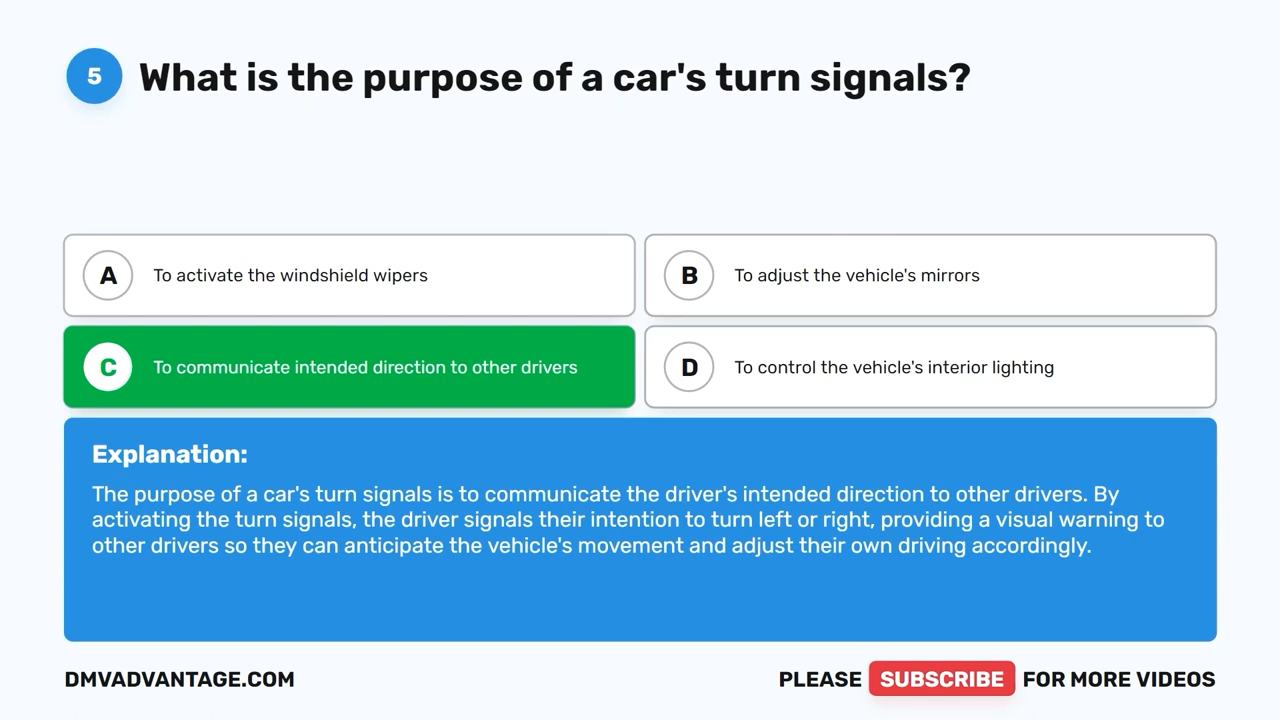 5 What is the purpose of a car's turn signals?
A To activate the windshield wipers
B To adjust the vehicle's mirrors
C To communicate intended direction to other drivers
D To control the vehicle's interior lighting
Explanation:
The purpose of a car's turn signals is to communicate the driver's intended direction to other drivers. By
activating the turn signals, the driver signals their intention to turn left or right, providing a visual warning to
other drivers so they can anticipate the vehicle's movement and adjust their own driving accordingly.
DMVADVANTAGE.COM
PLEASE SUBSCRIBE FOR MORE VIDEOS